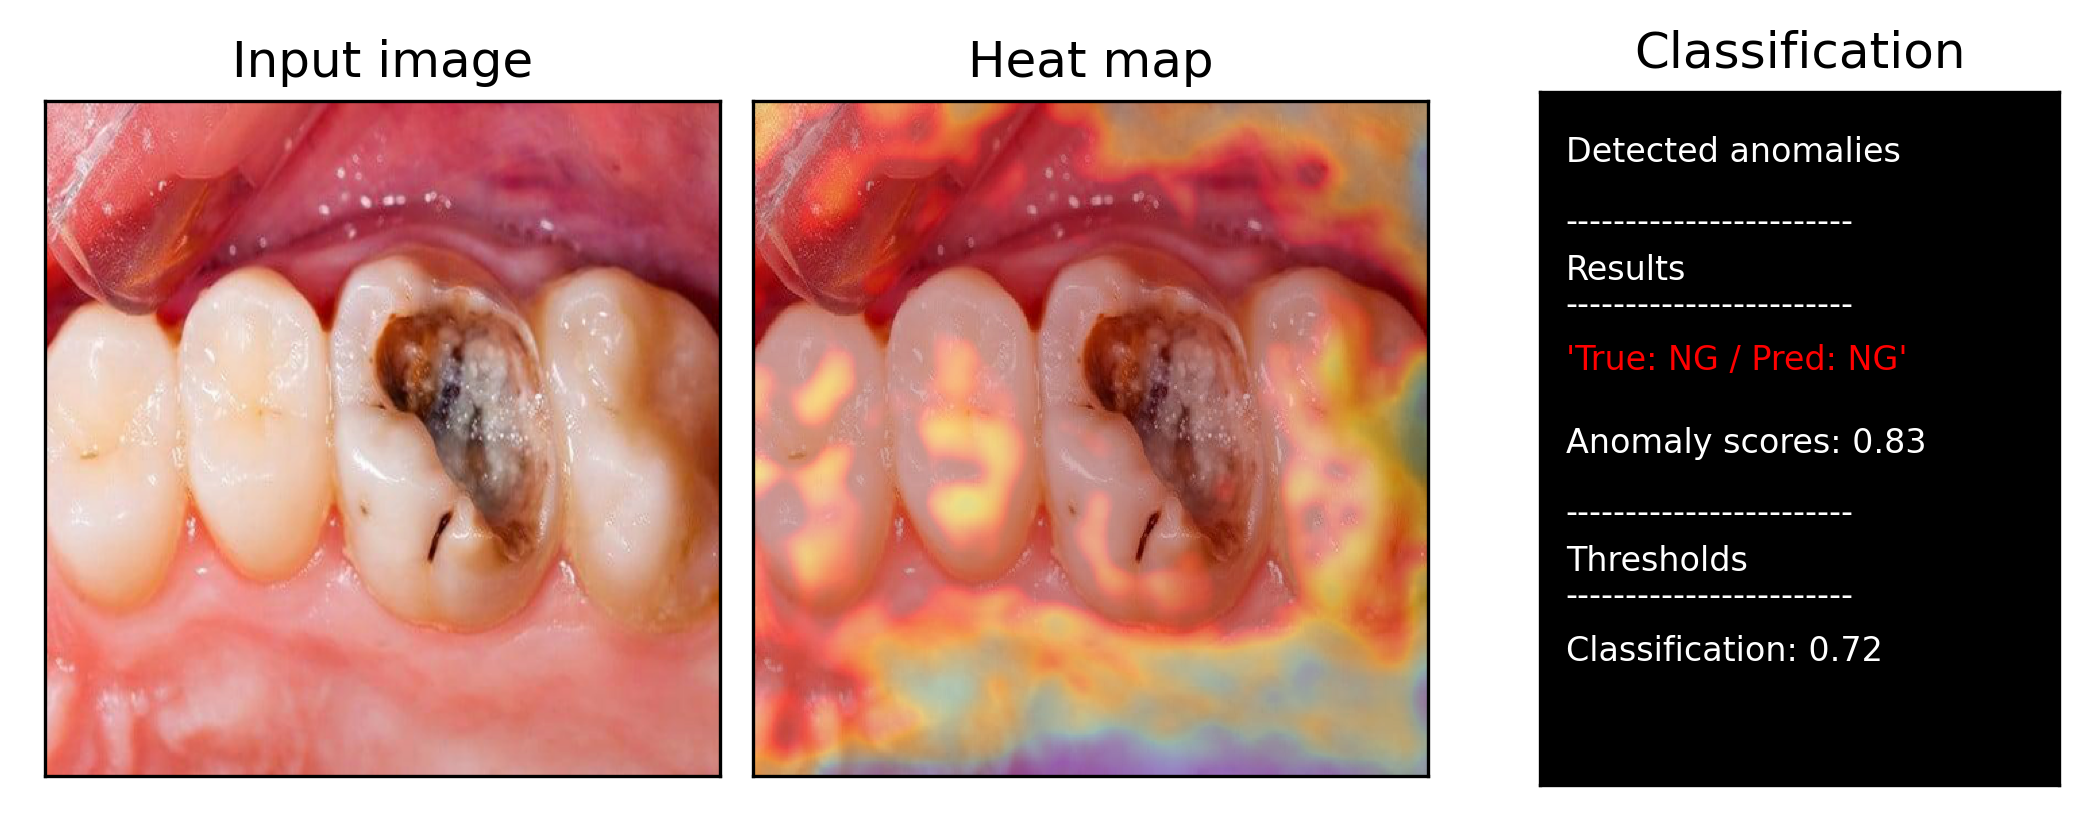 Input image
Heat map
Classification
Detected anomalies
------------------------
Results
------------------------
'True: NG / Pred: NG'
Anomaly scores: 0.83
------------------------
Thresholds
------------------------
Classification: 0.72